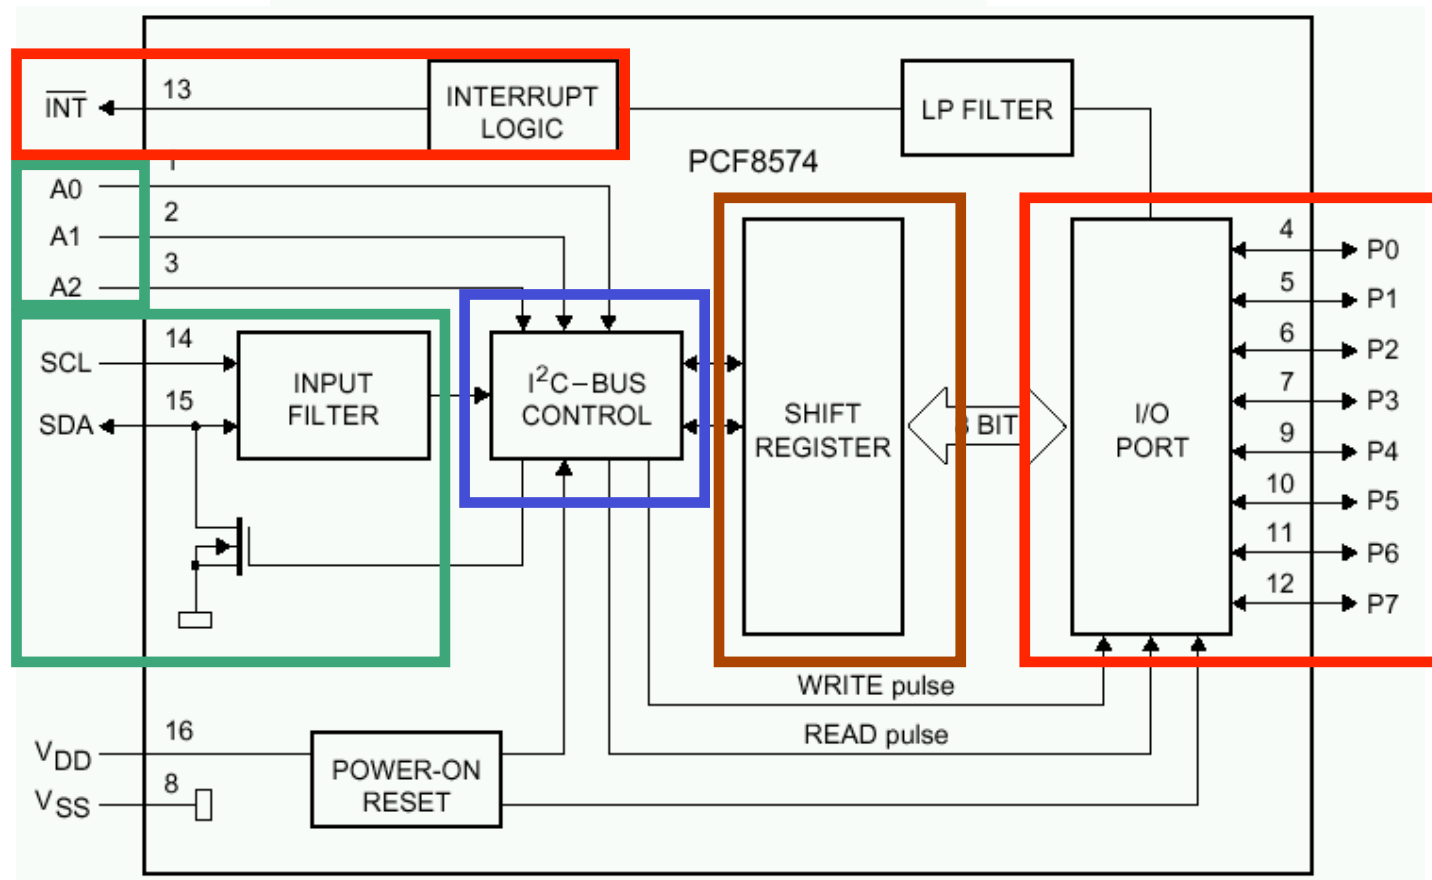 INT
13
INTERRUPT
LOGIC
LP FILTER
PCF8574
A0
1
A1
2
A2
3
SCL
14
SDA
15
INPUT
FILTER
I²C–BUS
CONTROL
SHIFT
REGISTER
8 BIT
I/O
PORT
4
P0
5
P1
6
P2
7
P3
9
P4
10
P5
11
P6
12
P7
WRITE pulse
READ pulse
VDD
16
VSS
8
POWER-ON
RESET